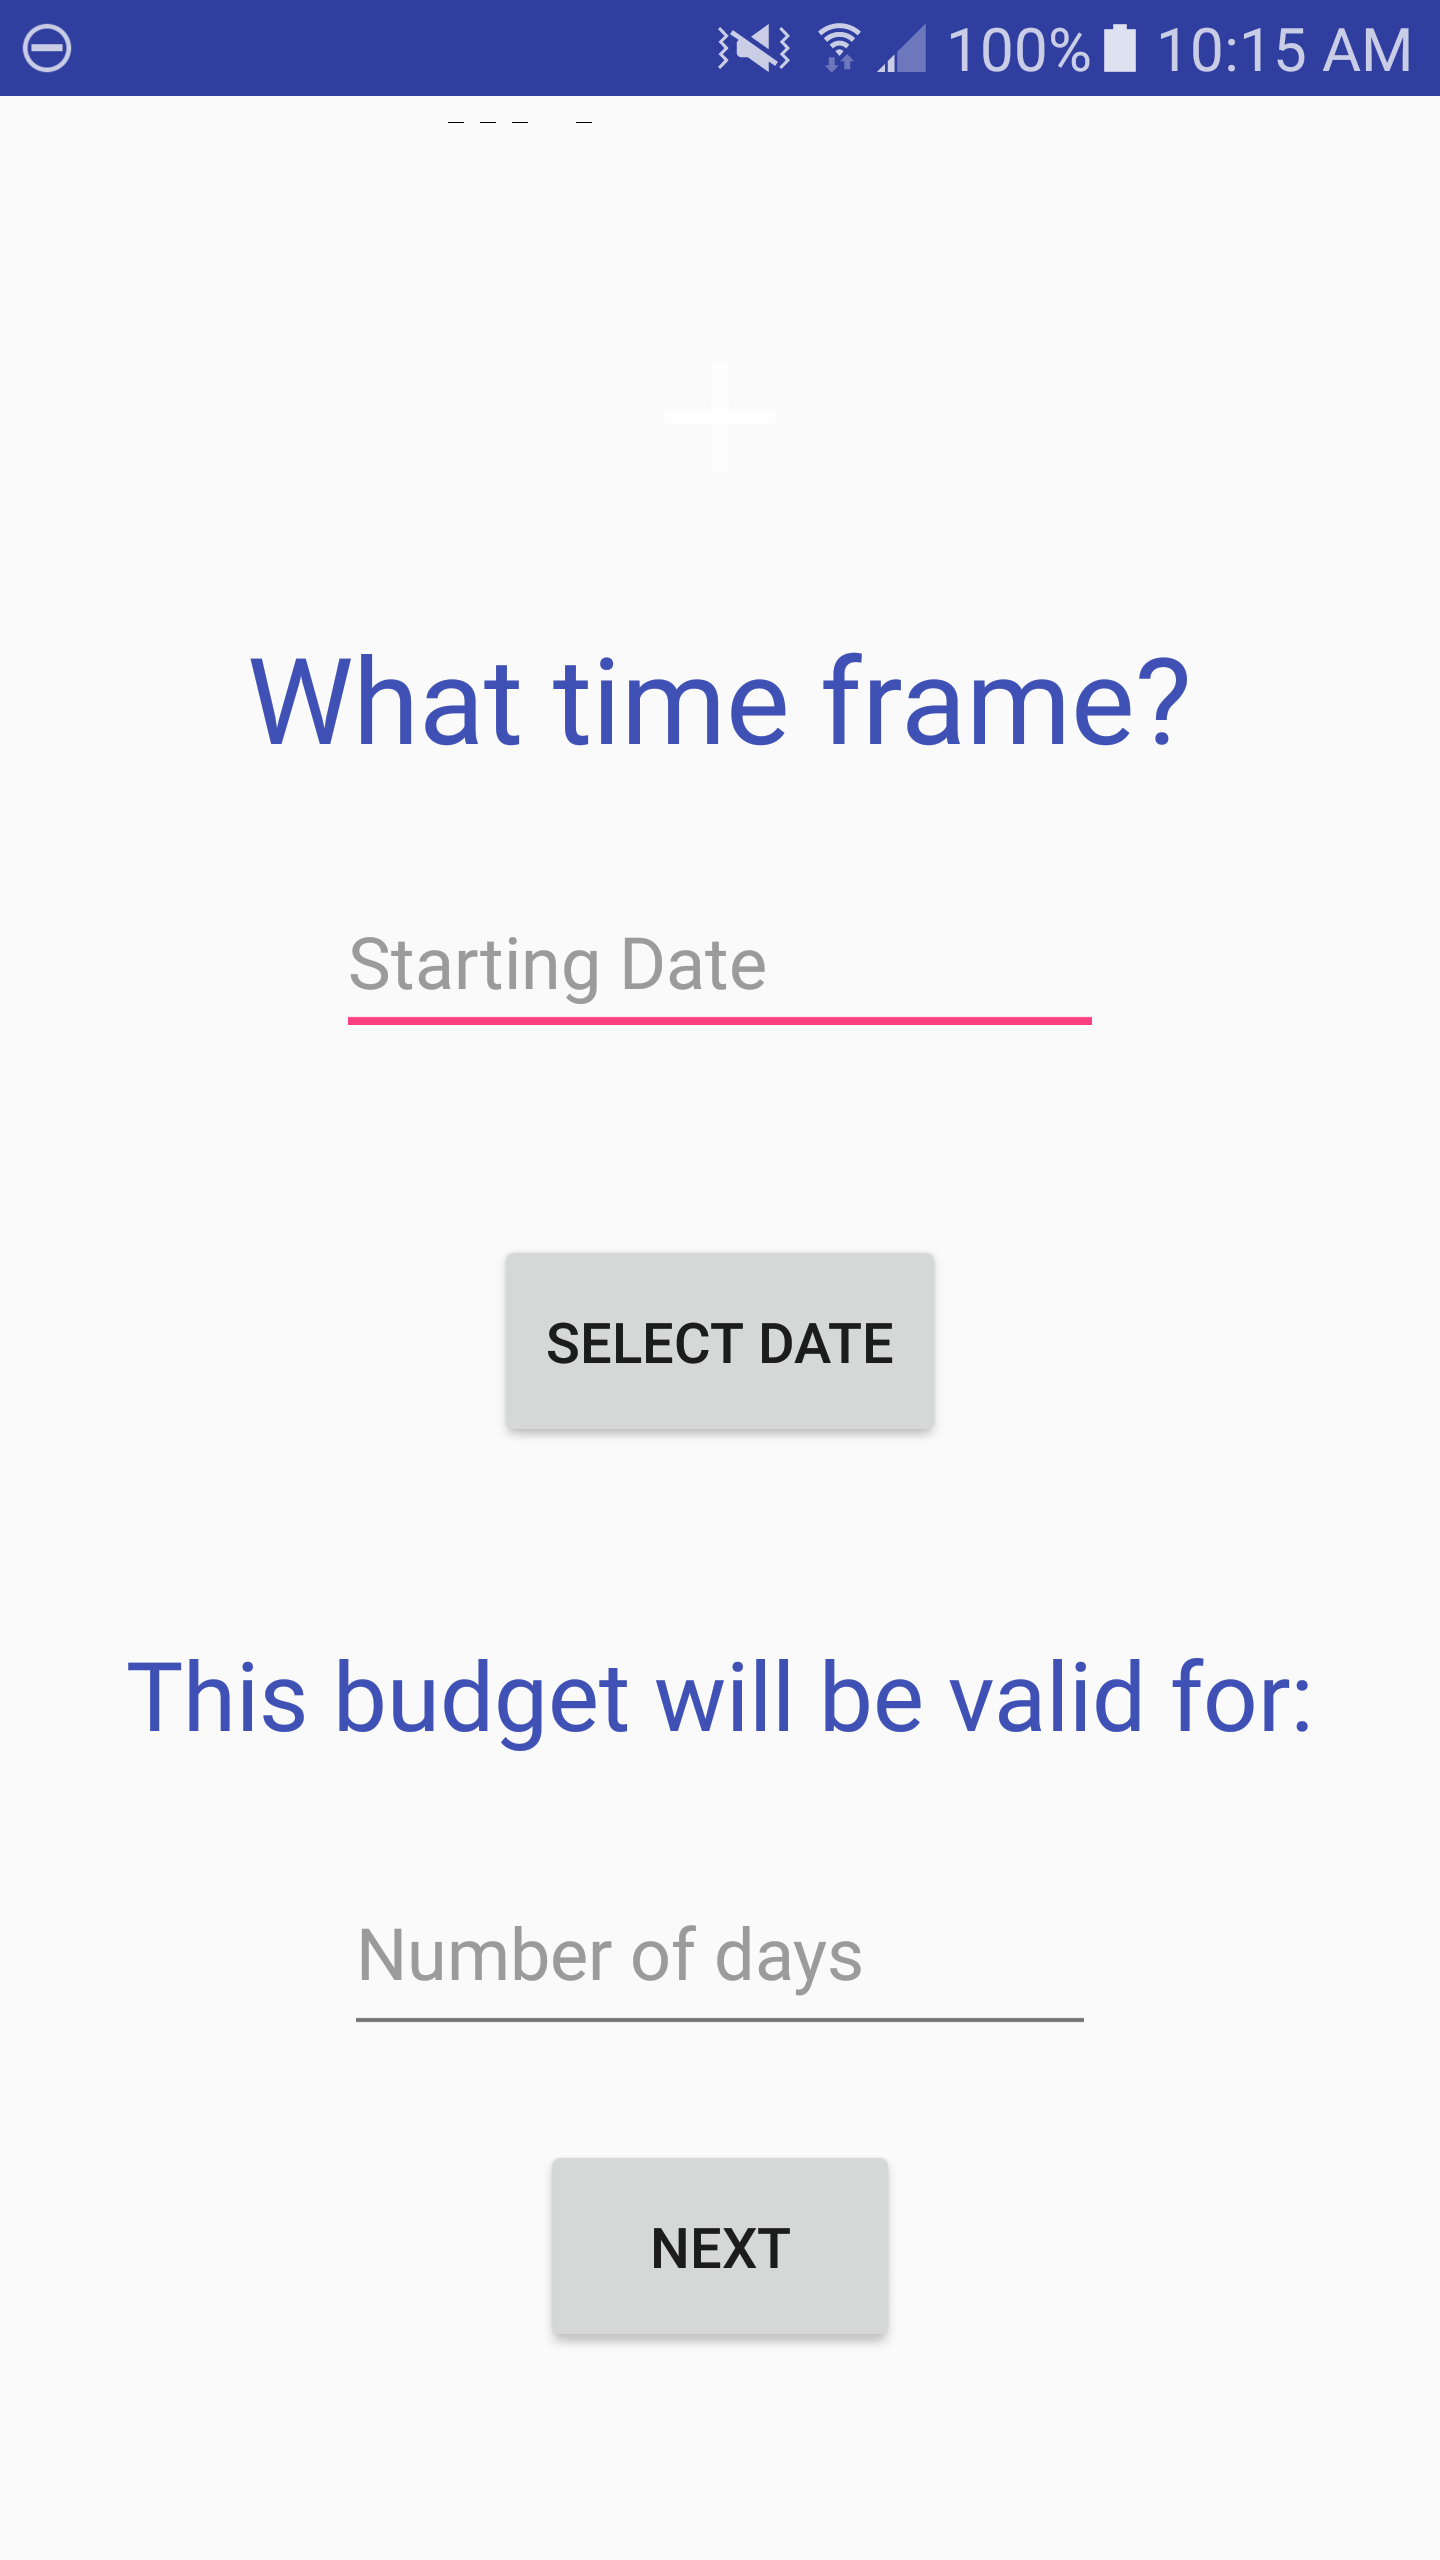 100% 10:15 AM
What time frame?
Starting Date
SELECT DATE
This budget will be valid for:
Number of days
NEXT